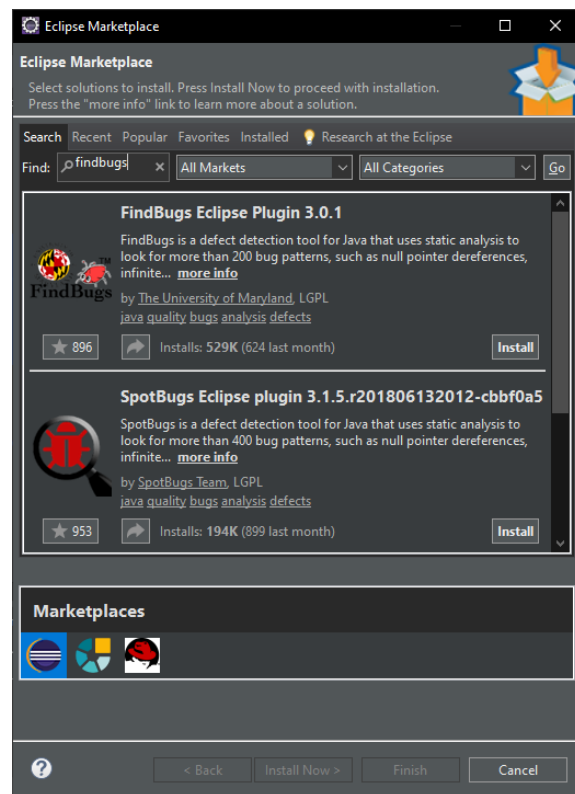 Eclipse Marketplace
Eclipse Marketplace
Select solutions to install. Press Install Now to proceed with installation.
Press the "more info" link to learn more about a solution.
Search Recent Popular Favorites Installed Research at the Eclipse
Find: findbugs All Markets All Categories Go
FindBugs Eclipse Plugin 3.0.1
FindBugs is a defect detection tool for Java that uses static analysis to
look for more than 200 bug patterns, such as null pointer dereferences,
infinite... more info
FindBugs™
by The University of Maryland, LGPL
java quality bugs analysis defects
896 Installs: 529K (624 last month) Install
SpotBugs Eclipse plugin 3.1.5.r201806132012-cbbf0a5
SpotBugs is a defect detection tool for Java that uses static analysis to
look for more than 400 bug patterns, such as null pointer dereferences,
infinite... more info
by SpotBugs Team, LGPL
java quality bugs analysis defects
953 Installs: 194K (899 last month) Install
Marketplaces
? < Back Install Now > Finish Cancel